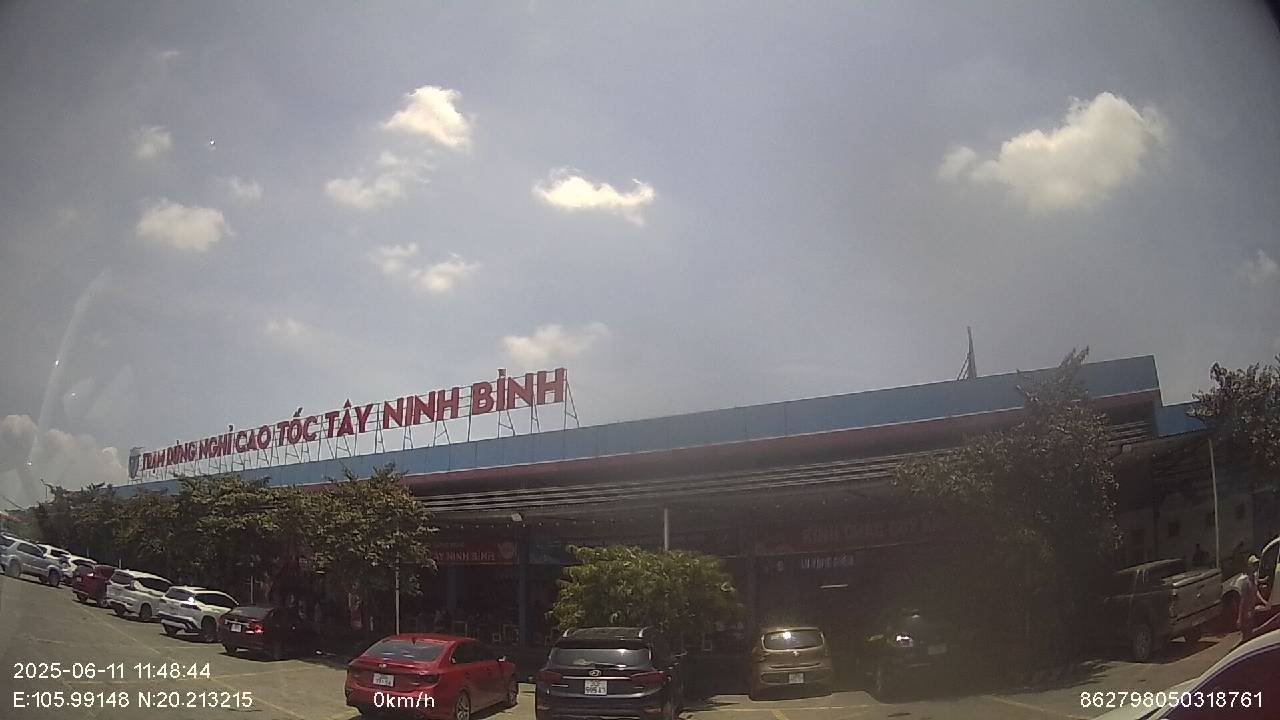 TRẠM DỪNG NGHỈ CAO TỐC TÂY NINH BÌNH
TÂY NINH BÌNH
2025-06-11 11:48:44
E:105.99148 N:20.213215
0km/h
862798050318761